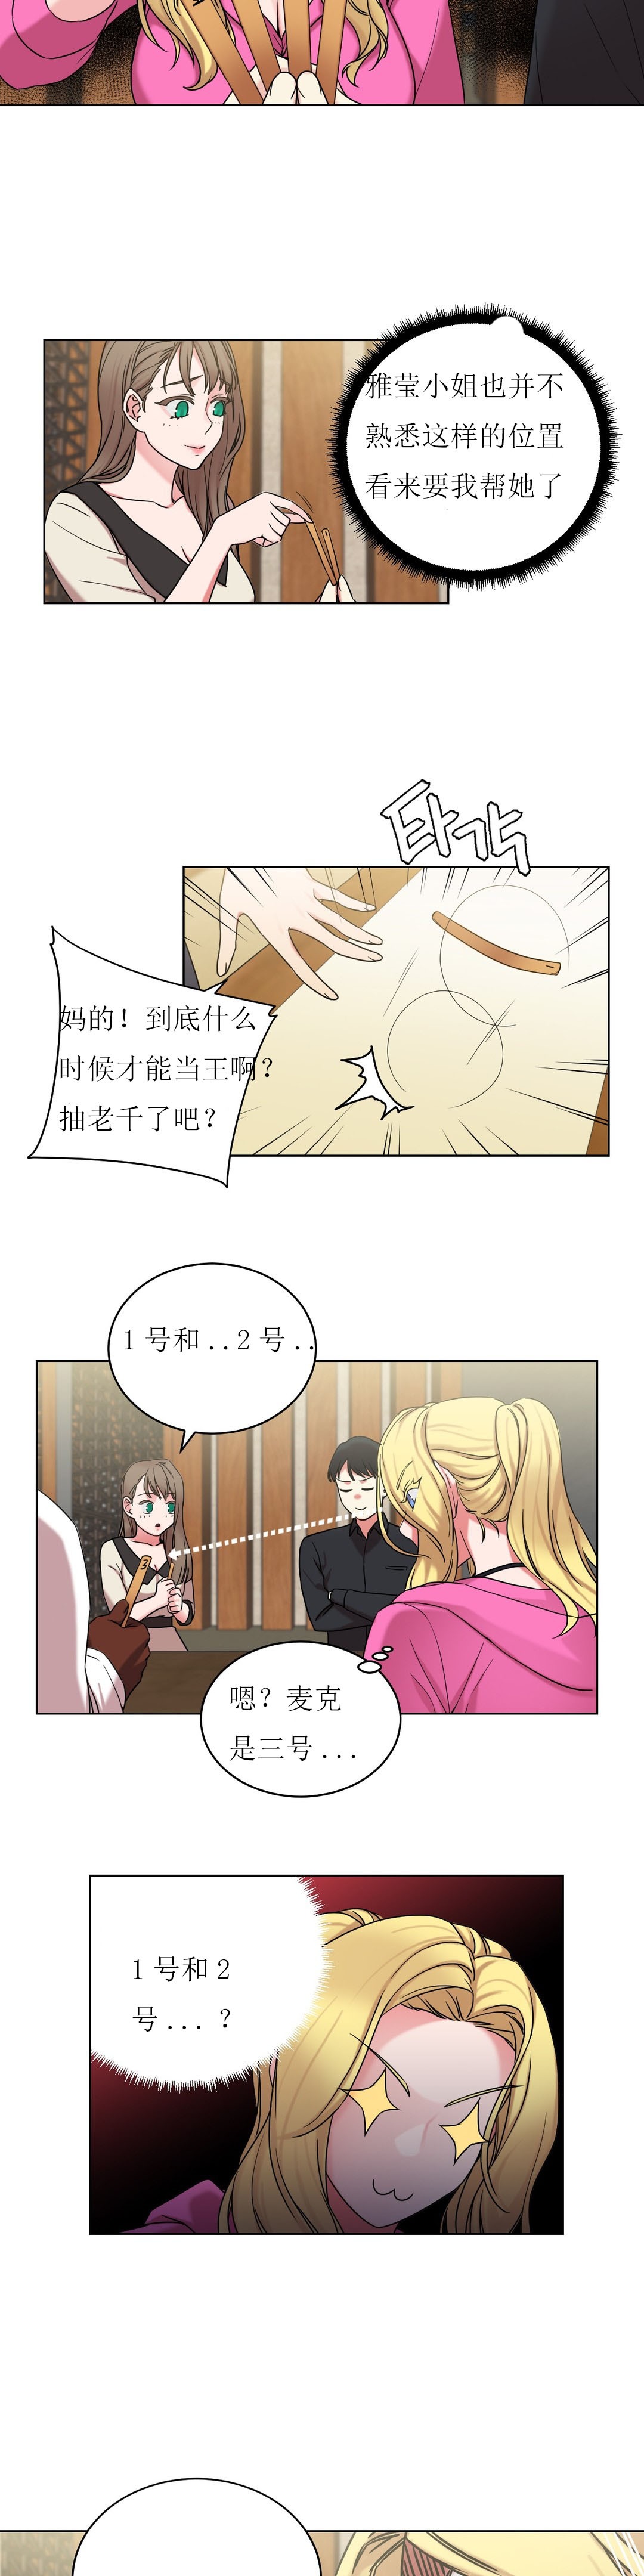 雅莹小姐也并不
熟悉这样的位置
看来要我帮她了
타각
妈的！到底什么
时候才能当王啊？
抽老千了吧？
1号和..2号..
嗯？麦克
是三号...
1号和2
号...？